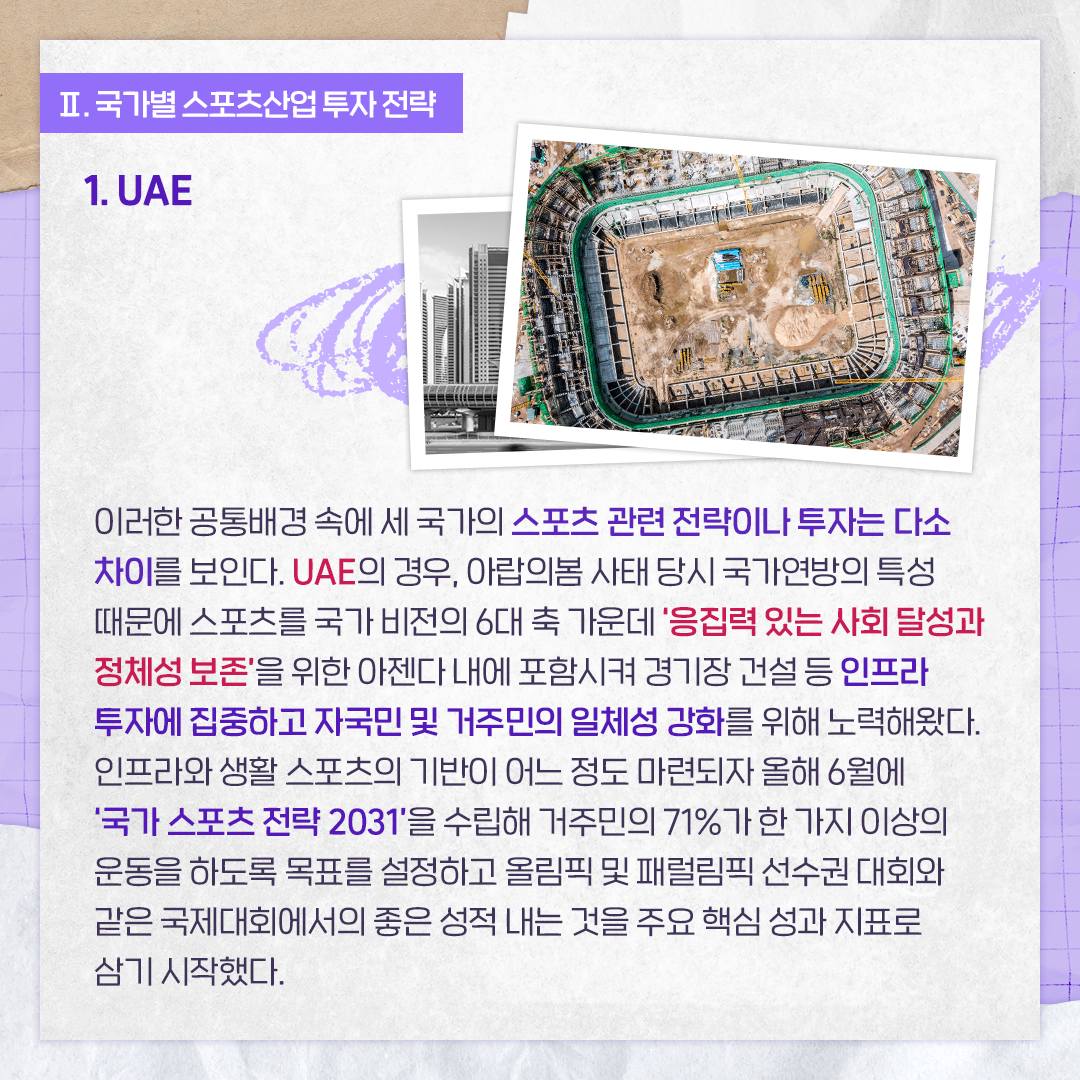 Ⅱ. 국가별 스포츠산업 투자 전략
1. UAE
이러한 공통배경 속에 세 국가의 스포츠 관련 전략이나 투자는 다소
차이를 보인다. UAE의 경우, 아랍의봄 사태 당시 국가연방의 특성
때문에 스포츠를 국가 비전의 6대 축 가운데 '응집력 있는 사회 달성과
정체성 보존'을 위한 아젠다 내에 포함시켜 경기장 건설 등 인프라
투자에 집중하고 자국민 및 거주민의 일체성 강화를 위해 노력해왔다.
인프라와 생활 스포츠의 기반이 어느 정도 마련되자 올해 6월에
'국가 스포츠 전략 2031'을 수립해 거주민의 71%가 한 가지 이상의
운동을 하도록 목표를 설정하고 올림픽 및 패럴림픽 선수권 대회와
같은 국제대회에서의 좋은 성적 내는 것을 주요 핵심 성과 지표로
삼기 시작했다.